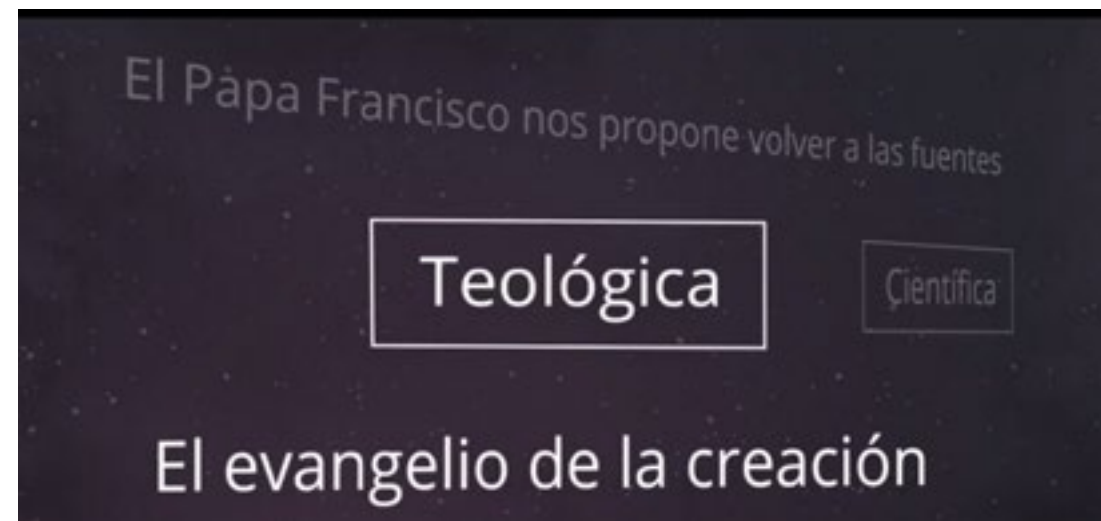 El Papa Francisco nos propone volver a las fuentes
Teológica
Científica
El evangelio de la creación